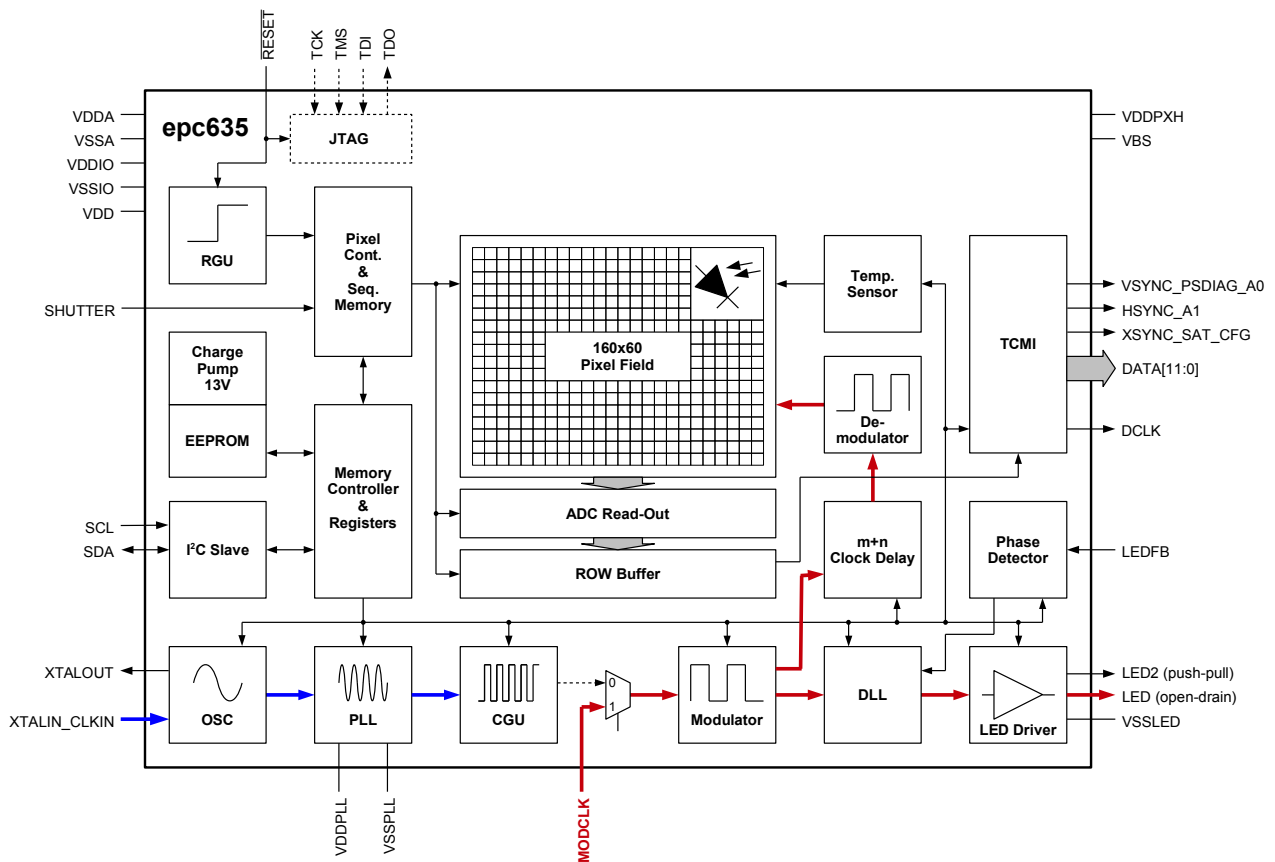 RESET
TCK
TMS
TDI
TDO
epc635
VDDA
VSSA
VDDIO
VSSIO
VDD
JTAG
VDDPXH
VBS
RGU
Pixel
Cont.
&
Seq.
Memory
SHUTTER
160x60
Pixel Field
Temp.
Sensor
TCMI
VSYNC_PSDIAG_A0
HSYNC_A1
XSYNC_SAT_CFG
DATA[11:0]
DCLK
Charge
Pump
13V
EEPROM
De-
modulator
Memory
Controller
&
Registers
ADC Read-Out
ROW Buffer
SCL
SDA
I²C Slave
m+n
Clock Delay
Phase
Detector
LEDFB
XTALOUT
XTALIN_CLKIN
OSC
PLL
CGU
0
1
Modulator
DLL
LED Driver
LED2 (push-pull)
LED (open-drain)
VSSLED
VDDPLL
VSSPLL
MODCLK